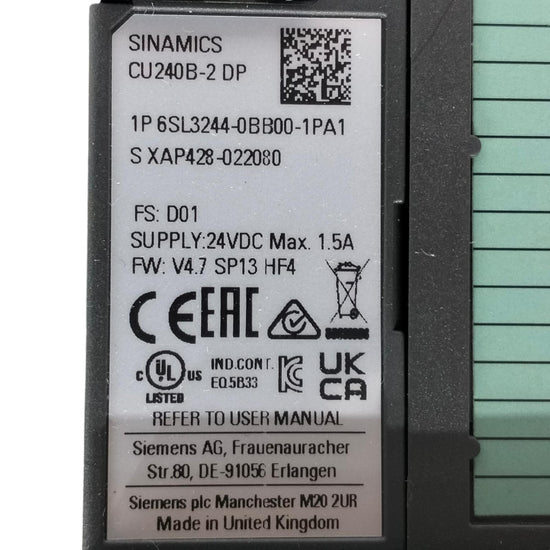 SINAMICS
CU240B-2 DP
1P 6SL3244-0BB00-1PA1
S XAP428-022080
FS: D01
SUPPLY:24VDC Max. 1.5A
FW: V4.7 SP13 HF4
CE EAC
C UL US
LISTED
IND.CONT.
EQ.5B33
UK
CA
REFER TO USER MANUAL
Siemens AG, Frauenauracher
Str.80, DE-91056 Erlangen
Siemens plc Manchester M20 2UR
Made in United Kingdom